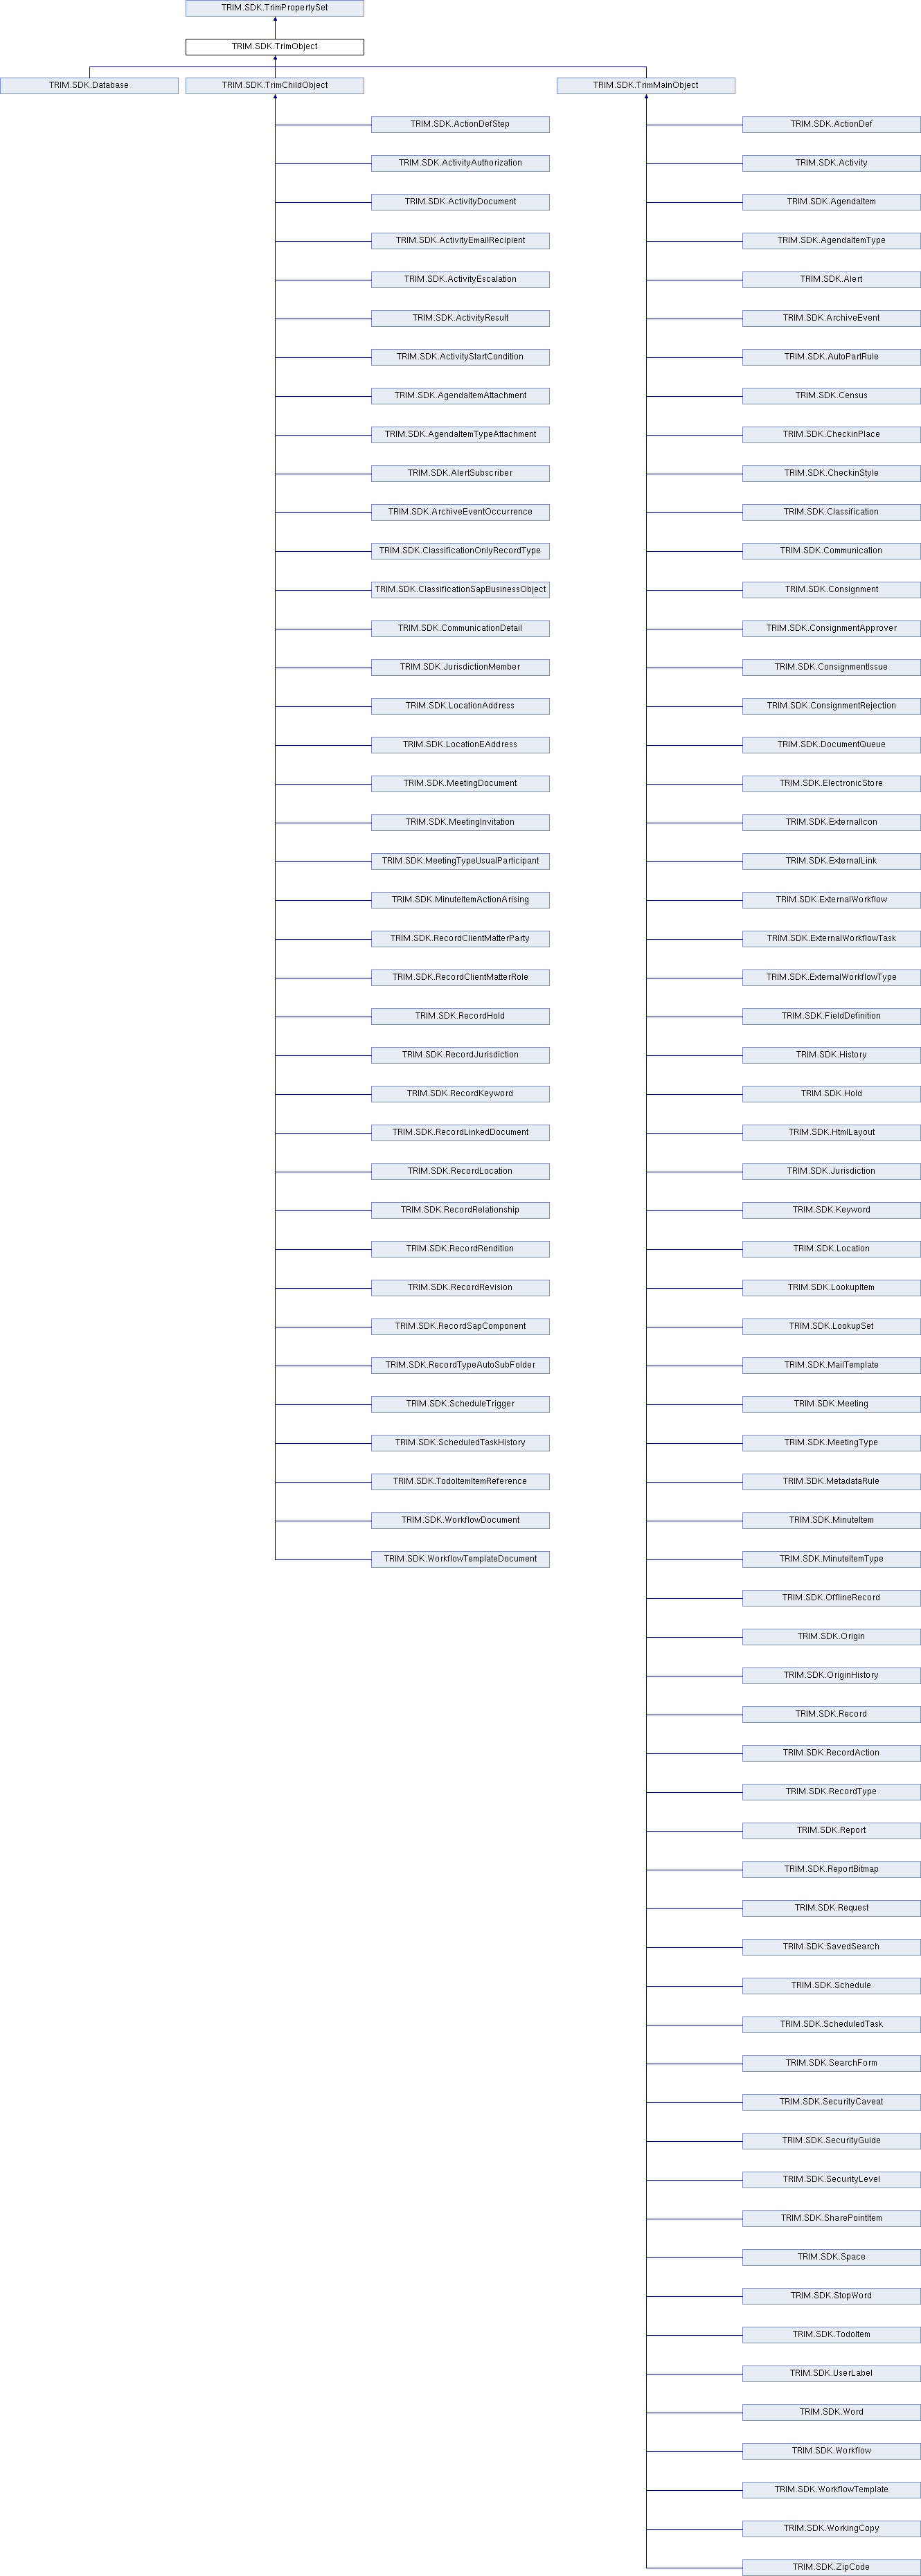 TRIM.SDK.TrimPropertySet
TRIM.SDK.TrimObject
TRIM.SDK.Database
TRIM.SDK.TrimChildObject
TRIM.SDK.TrimMainObject
TRIM.SDK.ActionDefStep
TRIM.SDK.ActionDef
TRIM.SDK.ActivityAuthorization
TRIM.SDK.Activity
TRIM.SDK.ActivityDocument
TRIM.SDK.AgendaItem
TRIM.SDK.ActivityEmailRecipient
TRIM.SDK.AgendaItemType
TRIM.SDK.ActivityEscalation
TRIM.SDK.Alert
TRIM.SDK.ActivityResult
TRIM.SDK.ArchiveEvent
TRIM.SDK.ActivityStartCondition
TRIM.SDK.AutoPartRule
TRIM.SDK.AgendaItemAttachment
TRIM.SDK.Census
TRIM.SDK.AgendaItemTypeAttachment
TRIM.SDK.CheckinPlace
TRIM.SDK.AlertSubscriber
TRIM.SDK.CheckinStyle
TRIM.SDK.ArchiveEventOccurrence
TRIM.SDK.Classification
TRIM.SDK.ClassificationOnlyRecordType
TRIM.SDK.Communication
TRIM.SDK.ClassificationSapBusinessObject
TRIM.SDK.Consignment
TRIM.SDK.CommunicationDetail
TRIM.SDK.ConsignmentApprover
TRIM.SDK.JurisdictionMember
TRIM.SDK.ConsignmentIssue
TRIM.SDK.LocationAddress
TRIM.SDK.ConsignmentRejection
TRIM.SDK.LocationEAddress
TRIM.SDK.DocumentQueue
TRIM.SDK.MeetingDocument
TRIM.SDK.ElectronicStore
TRIM.SDK.MeetingInvitation
TRIM.SDK.ExternalIcon
TRIM.SDK.MeetingTypeUsualParticipant
TRIM.SDK.ExternalLink
TRIM.SDK.MinuteItemActionArising
TRIM.SDK.ExternalWorkflow
TRIM.SDK.RecordClientMatterParty
TRIM.SDK.ExternalWorkflowTask
TRIM.SDK.RecordClientMatterRole
TRIM.SDK.ExternalWorkflowType
TRIM.SDK.RecordHold
TRIM.SDK.FieldDefinition
TRIM.SDK.RecordJurisdiction
TRIM.SDK.History
TRIM.SDK.RecordKeyword
TRIM.SDK.Hold
TRIM.SDK.RecordLinkedDocument
TRIM.SDK.HtmlLayout
TRIM.SDK.RecordLocation
TRIM.SDK.Jurisdiction
TRIM.SDK.RecordRelationship
TRIM.SDK.Keyword
TRIM.SDK.RecordRendition
TRIM.SDK.Location
TRIM.SDK.RecordRevision
TRIM.SDK.LookupItem
TRIM.SDK.RecordSapComponent
TRIM.SDK.LookupSet
TRIM.SDK.RecordTypeAutoSubFolder
TRIM.SDK.MailTemplate
TRIM.SDK.ScheduleTrigger
TRIM.SDK.Meeting
TRIM.SDK.ScheduledTaskHistory
TRIM.SDK.MeetingType
TRIM.SDK.TodoItemItemReference
TRIM.SDK.MetadataRule
TRIM.SDK.WorkflowDocument
TRIM.SDK.MinuteItem
TRIM.SDK.WorkflowTemplateDocument
TRIM.SDK.MinuteItemType
TRIM.SDK.OfflineRecord
TRIM.SDK.Origin
TRIM.SDK.OriginHistory
TRIM.SDK.Record
TRIM.SDK.RecordAction
TRIM.SDK.RecordType
TRIM.SDK.Report
TRIM.SDK.ReportBitmap
TRIM.SDK.Request
TRIM.SDK.SavedSearch
TRIM.SDK.Schedule
TRIM.SDK.ScheduledTask
TRIM.SDK.SearchForm
TRIM.SDK.SecurityCaveat
TRIM.SDK.SecurityGuide
TRIM.SDK.SecurityLevel
TRIM.SDK.SharePointItem
TRIM.SDK.Space
TRIM.SDK.StopWord
TRIM.SDK.TodoItem
TRIM.SDK.UserLabel
TRIM.SDK.Word
TRIM.SDK.Workflow
TRIM.SDK.WorkflowTemplate
TRIM.SDK.WorkingCopy
TRIM.SDK.ZipCode